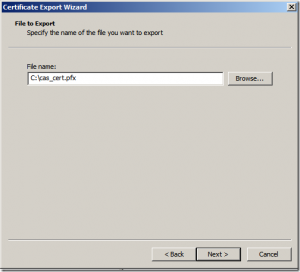 Certificate Export Wizard
File to Export
Specify the name of the file you want to export
File name:
C:\cas_cert.pfx
Browse...
< Back
Next >
Cancel